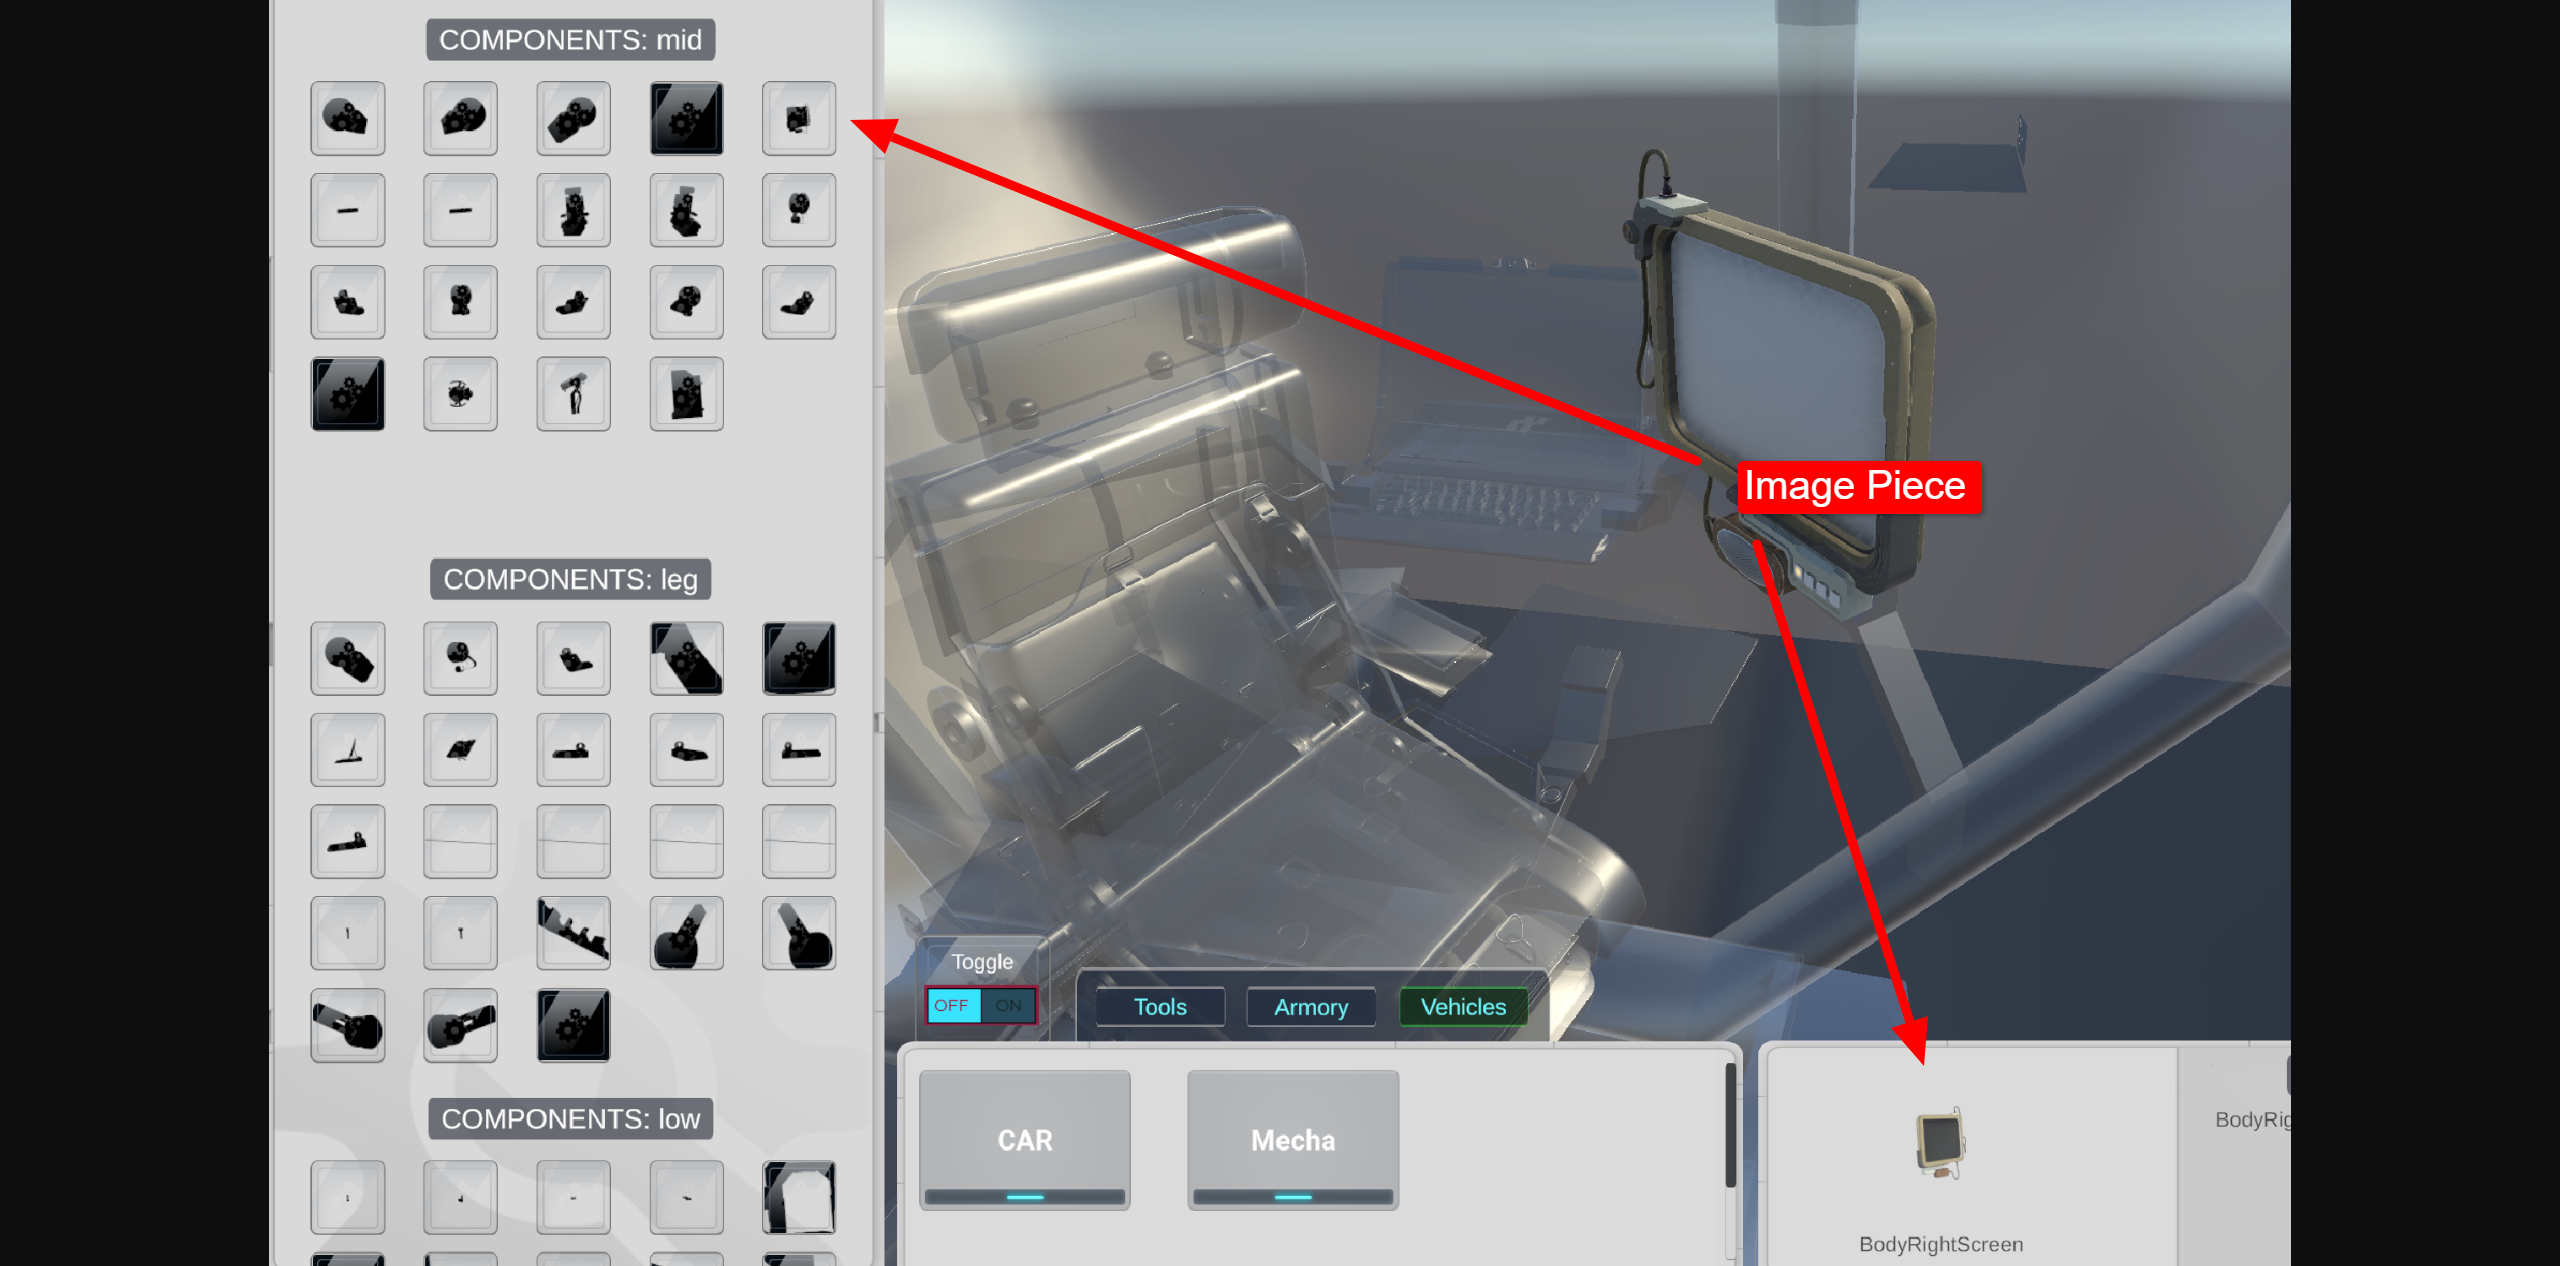 COMPONENTS: mid
Image Piece
COMPONENTS: leg
Toggle
OFF ON
Tools
Armory
Vehicles
COMPONENTS: low
CAR
Mecha
BodyRig
BodyRightScreen